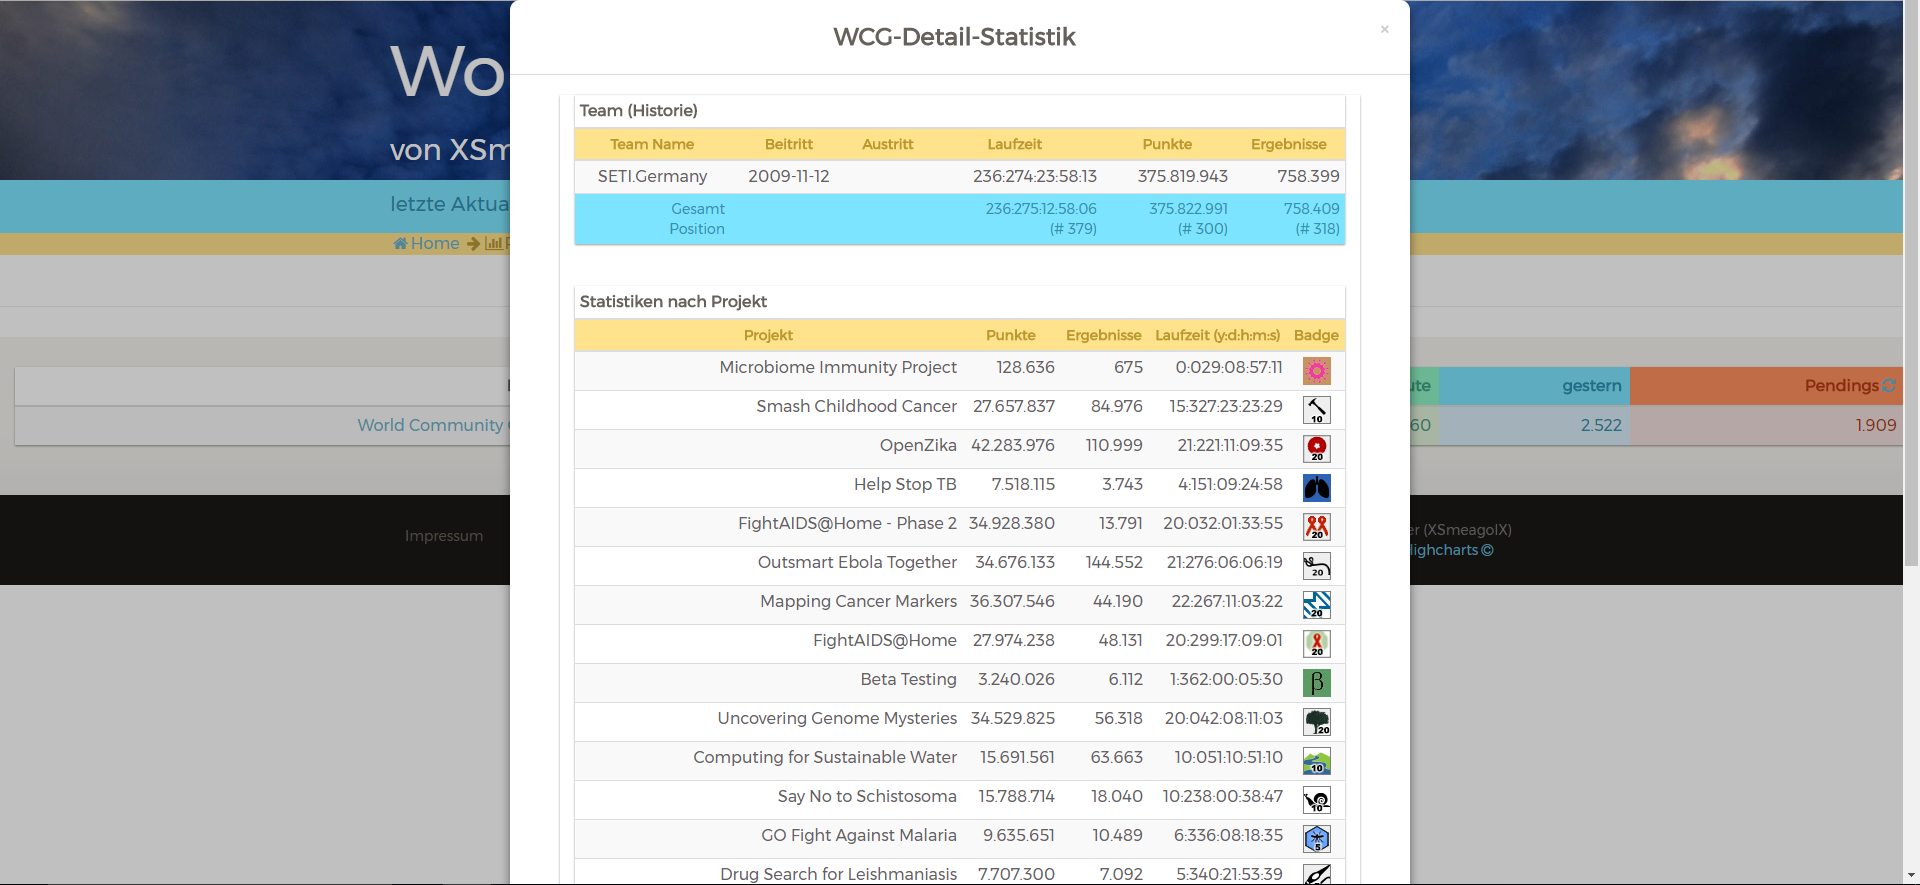 WCG-Detail-Statistik
×
Wo
von XSm
letzte Aktua
Home
Team (Historie)
Team Name Beitritt Austritt Laufzeit Punkte Ergebnisse
SETI.Germany 2009-11-12 236:274:23:58:13 375.819.943 758.399
Gesamt 236:275:12:58:06 375.822.991 758.409
Position (# 379) (# 300) (# 318)
Statistiken nach Projekt
Projekt Punkte Ergebnisse Laufzeit (y:d:h:m:s) Badge
Microbiome Immunity Project 128.636 675 0:029:08:57:11
Smash Childhood Cancer 27.657.837 84.976 15:327:23:23:29 10
OpenZika 42.283.976 110.999 21:221:11:09:35 20
Help Stop TB 7.518.115 3.743 4:151:09:24:58
FightAIDS@Home - Phase 2 34.928.380 13.791 20:032:01:33:55 20
Outsmart Ebola Together 34.676.133 144.552 21:276:06:06:19 20
Mapping Cancer Markers 36.307.546 44.190 22:267:11:03:22 20
FightAIDS@Home 27.974.238 48.131 20:299:17:09:01 20
Beta Testing 3.240.026 6.112 1:362:00:05:30 β
Uncovering Genome Mysteries 34.529.825 56.318 20:042:08:11:03 20
Computing for Sustainable Water 15.691.561 63.663 10:051:10:51:10 10
Say No to Schistosoma 15.788.714 18.040 10:238:00:38:47 10
GO Fight Against Malaria 9.635.651 10.489 6:336:08:18:35 5
Drug Search for Leishmaniasis 7.707.300 7.092 5:340:21:53:39
ute gestern Pendings
World Community
60 2.522 1.909
Impressum
er (XSmeagolX)
Highcharts ©